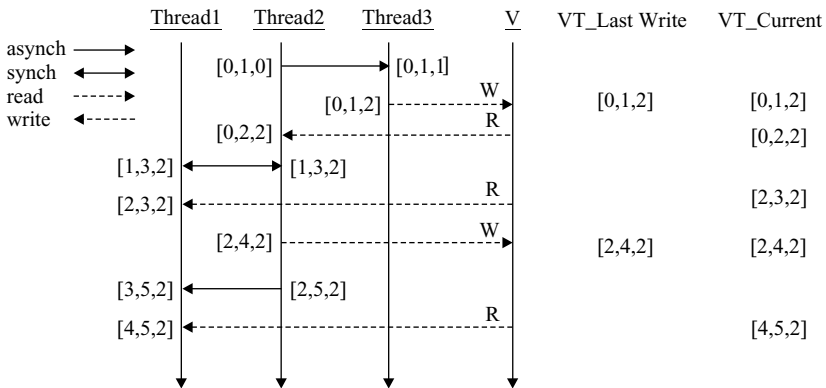 Thread1 Thread2 Thread3 V VT_Last Write VT_Current
asynch
synch
read
write
[0,1,0] [0,1,1]
[0,1,2] W [0,1,2] [0,1,2]
[0,2,2] R [0,2,2]
[1,3,2] [1,3,2]
[2,3,2] R [2,3,2]
[2,4,2] W [2,4,2] [2,4,2]
[3,5,2] [2,5,2]
[4,5,2] R [4,5,2]